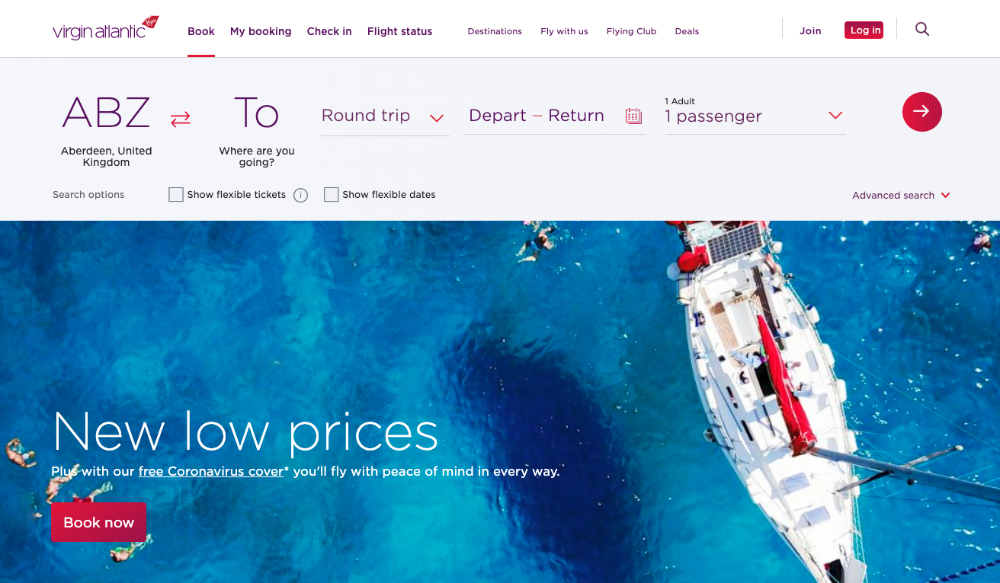 virgin atlantic
Book My booking Check in Flight status Destinations Fly with us Flying Club Deals Join Log in
ABZ
Aberdeen, United
Kingdom
To
Where are you
going?
Round trip
Depart – Return
1 Adult
1 passenger
Search options Show flexible tickets i Show flexible dates Advanced search
New low prices
Plus with our free Coronavirus cover* you'll fly with peace of mind in every way.
Book now